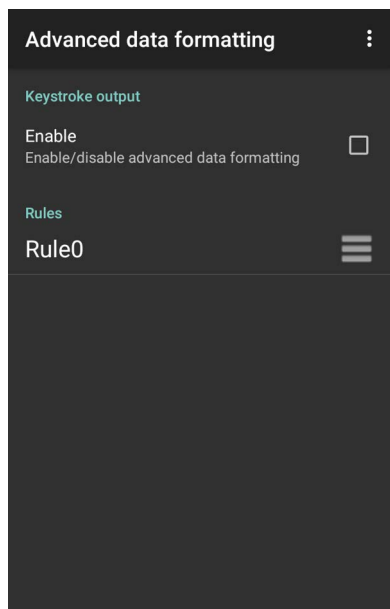 Advanced data formatting
Keystroke output
Enable
Enable/disable advanced data formatting
Rules
Rule0